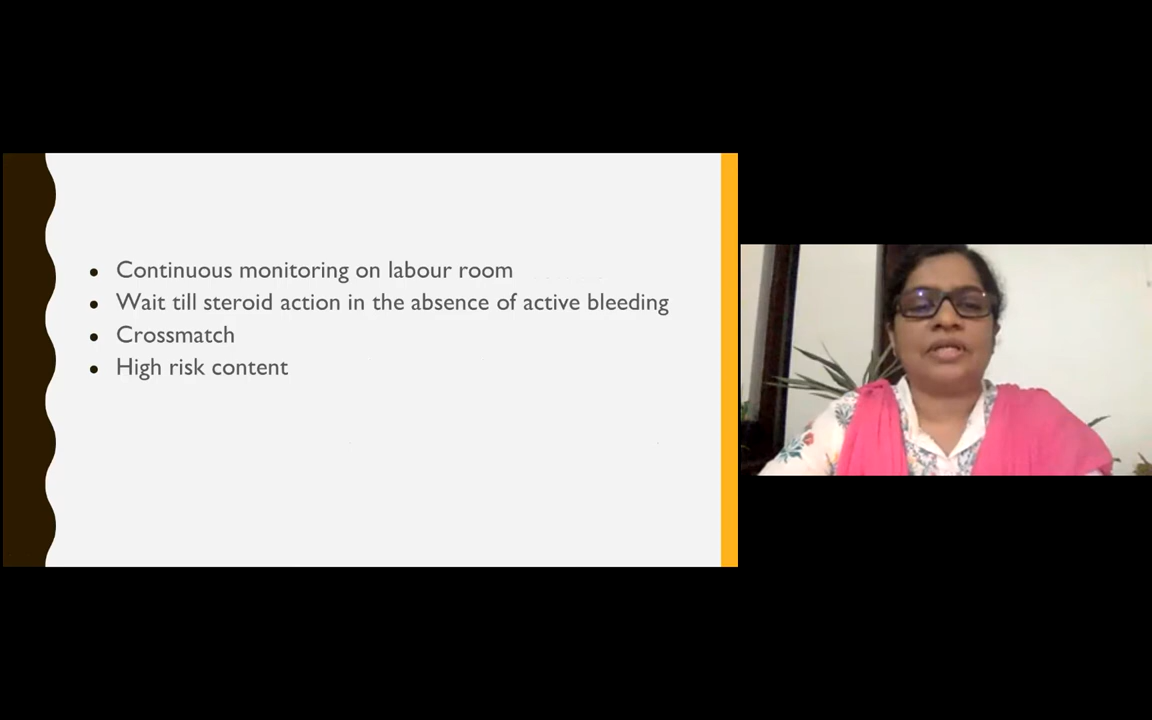 • Continuous monitoring on labour room
• Wait till steroid action in the absence of active bleeding
• Crossmatch
• High risk content